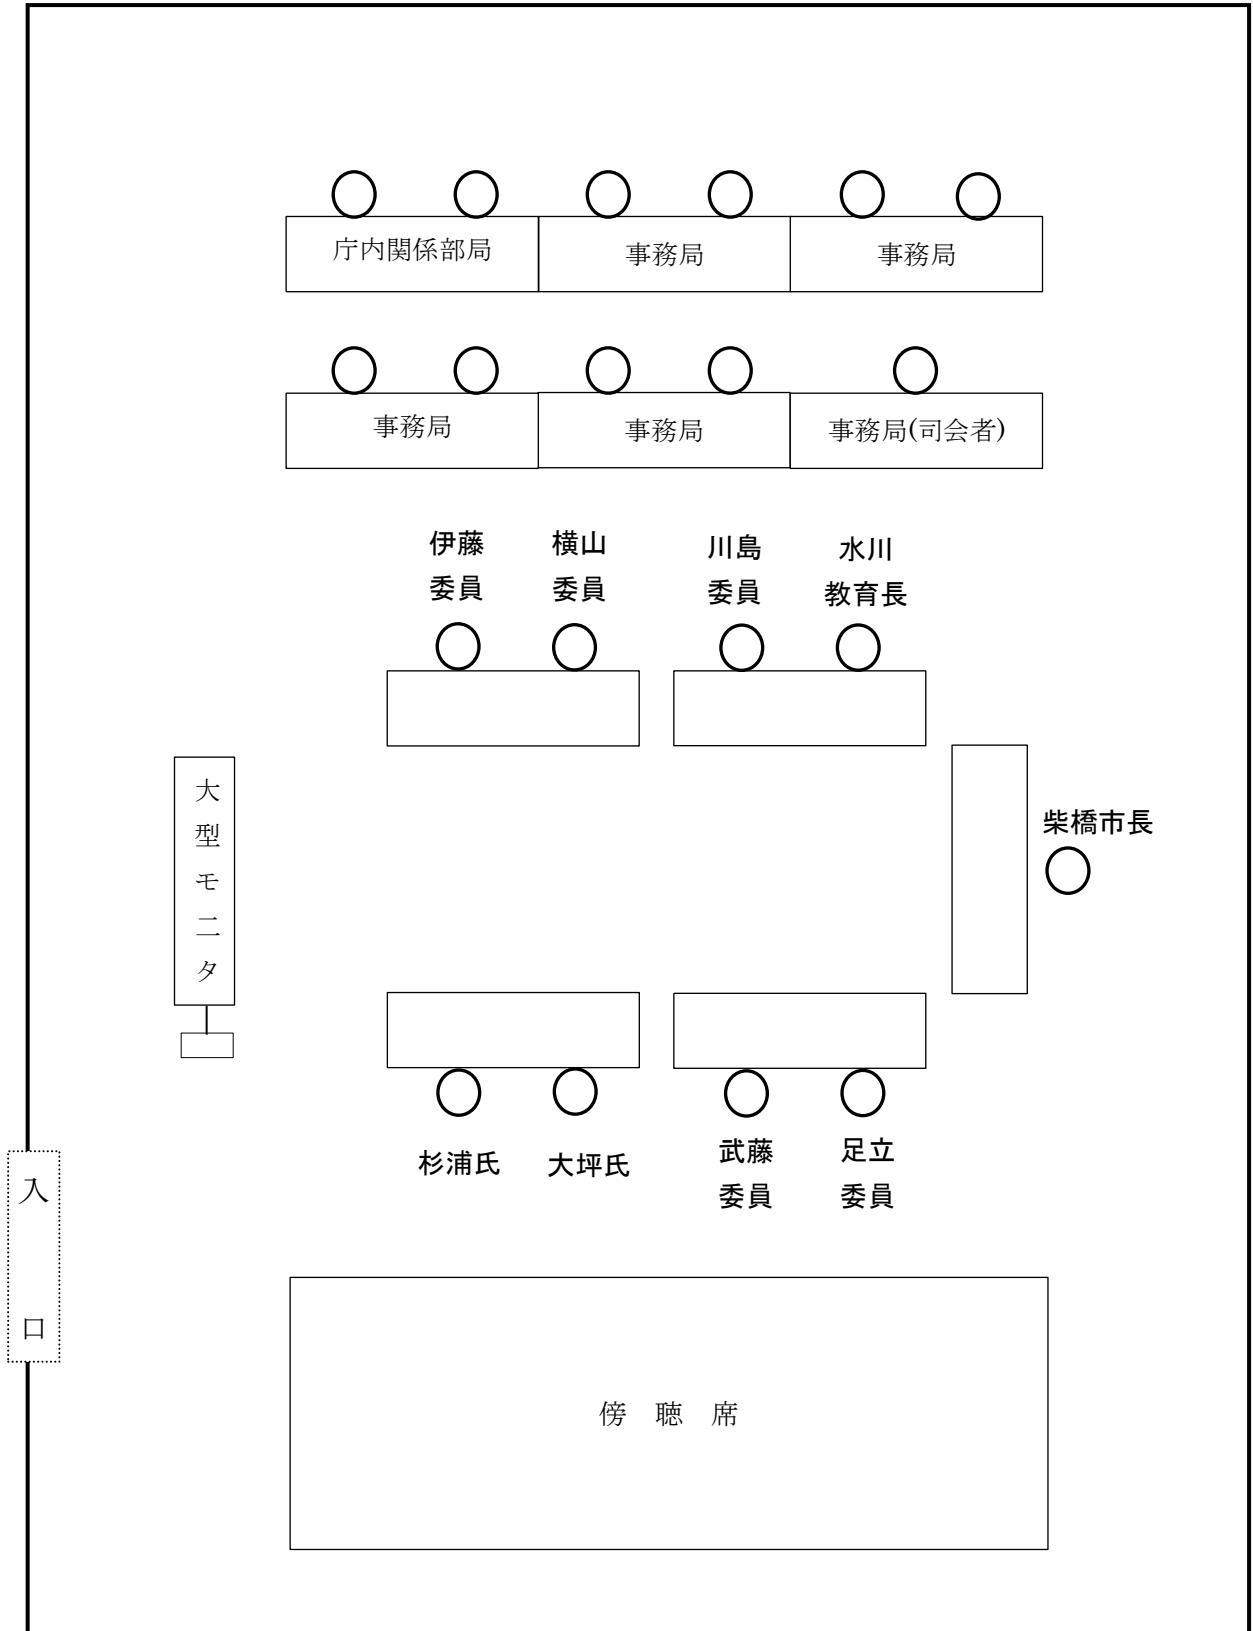 庁内関係部局
事務局
事務局
事務局
事務局
事務局(司会者)
伊藤
委員
横山
委員
川島
委員
水川
教育長
大型モニタ
柴橋市長
杉浦氏
大坪氏
武藤
委員
足立
委員
入口
傍聴席